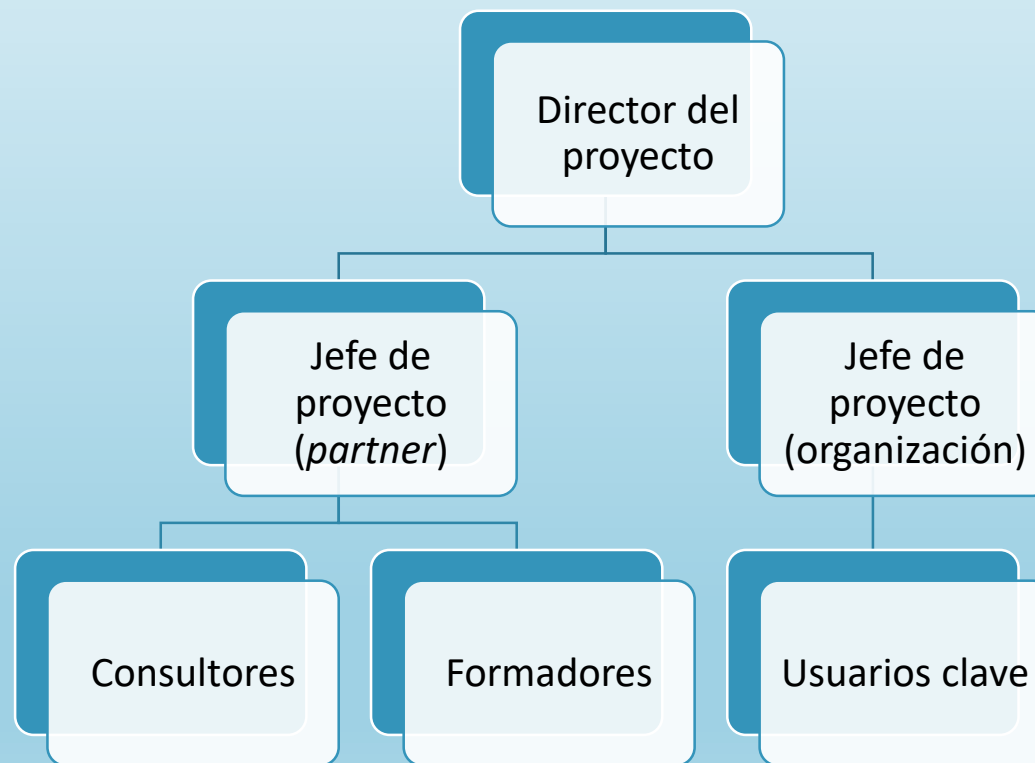 Director del
proyecto
Jefe de
proyecto
(partner)
Jefe de
proyecto
(organización)
Consultores
Formadores
Usuarios clave